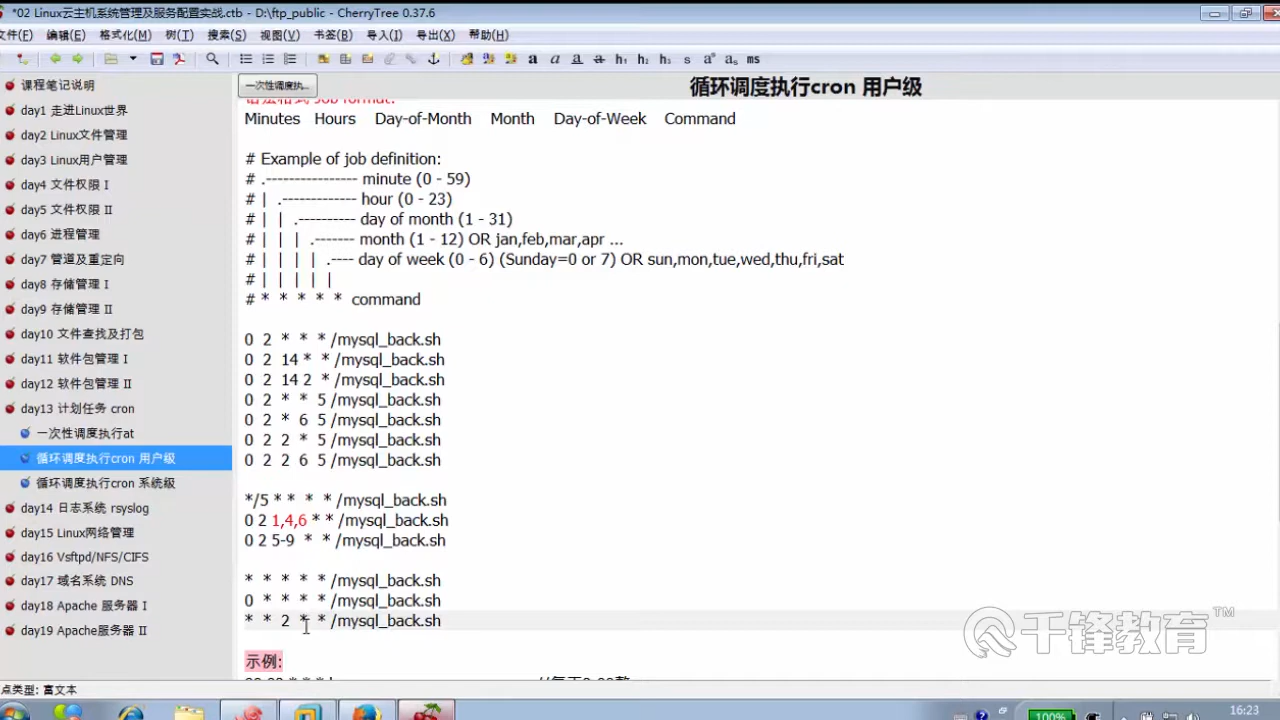 *02 Linux云主机系统管理及服务配置实战.ctb - D:\ftp_public - CherryTree 0.37.6
文件(F) 编辑(E) 格式化(M) 树(T) 搜索(S) 视图(V) 书签(B) 导入(I) 导出(X) 帮助(H)
a a a a h₁ h₂ h₃ s aª aₐ ms
课程笔记说明
day1 走进Linux世界
day2 Linux文件管理
day3 Linux用户管理
day4 文件权限 I
day5 文件权限 II
day6 进程管理
day7 管道及重定向
day8 存储管理 I
day9 存储管理 II
day10 文件查找及打包
day11 软件包管理 I
day12 软件包管理 II
day13 计划任务 cron
一次性调度执行at
循环调度执行cron 用户级
循环调度执行cron 系统级
day14 日志系统 rsyslog
day15 Linux网络管理
day16 Vsftpd/NFS/CIFS
day17 域名系统 DNS
day18 Apache 服务器 I
day19 Apache服务器 II
一次性调度执...
循环调度执行cron 用户级
语法格式 Job format:
Minutes Hours Day-of-Month Month Day-of-Week Command
# Example of job definition:
# .---------------- minute (0 - 59)
# | .------------- hour (0 - 23)
# | | .---------- day of month (1 - 31)
# | | | .------- month (1 - 12) OR jan,feb,mar,apr ...
# | | | | .---- day of week (0 - 6) (Sunday=0 or 7) OR sun,mon,tue,wed,thu,fri,sat
# | | | | |
# * * * * * command
0 2 * * * /mysql_back.sh
0 2 14 * * /mysql_back.sh
0 2 14 2 * /mysql_back.sh
0 2 * * 5 /mysql_back.sh
0 2 * 6 5 /mysql_back.sh
0 2 2 * 5 /mysql_back.sh
0 2 2 6 5 /mysql_back.sh
*/5 * * * * /mysql_back.sh
0 2 1,4,6 * * /mysql_back.sh
0 2 5-9 * * /mysql_back.sh
* * * * * /mysql_back.sh
0 * * * * /mysql_back.sh
* * 2 * * /mysql_back.sh
示例:
千锋教育™
点类型: 富文本
100%
16:23